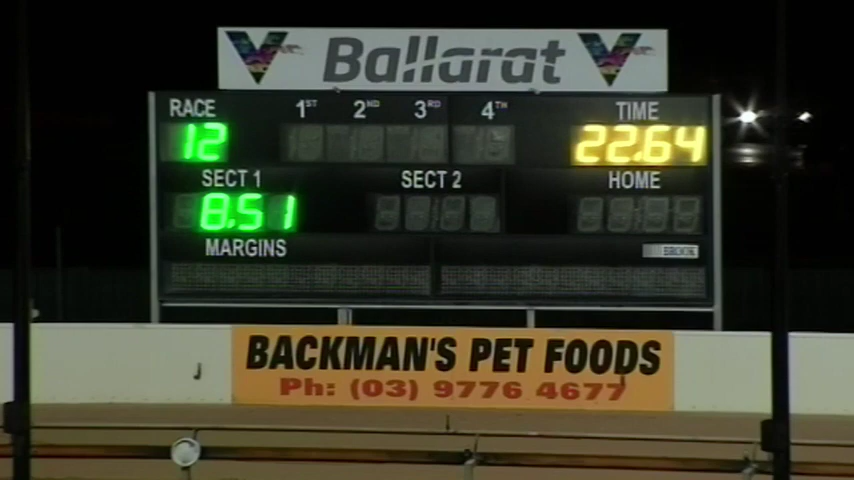 Ballarat
RACE 1ST 2ND 3RD 4TH TIME
12 22.64
SECT 1 SECT 2 HOME
8.51
MARGINS
BACKMAN'S PET FOODS
Ph: (03) 9776 4677